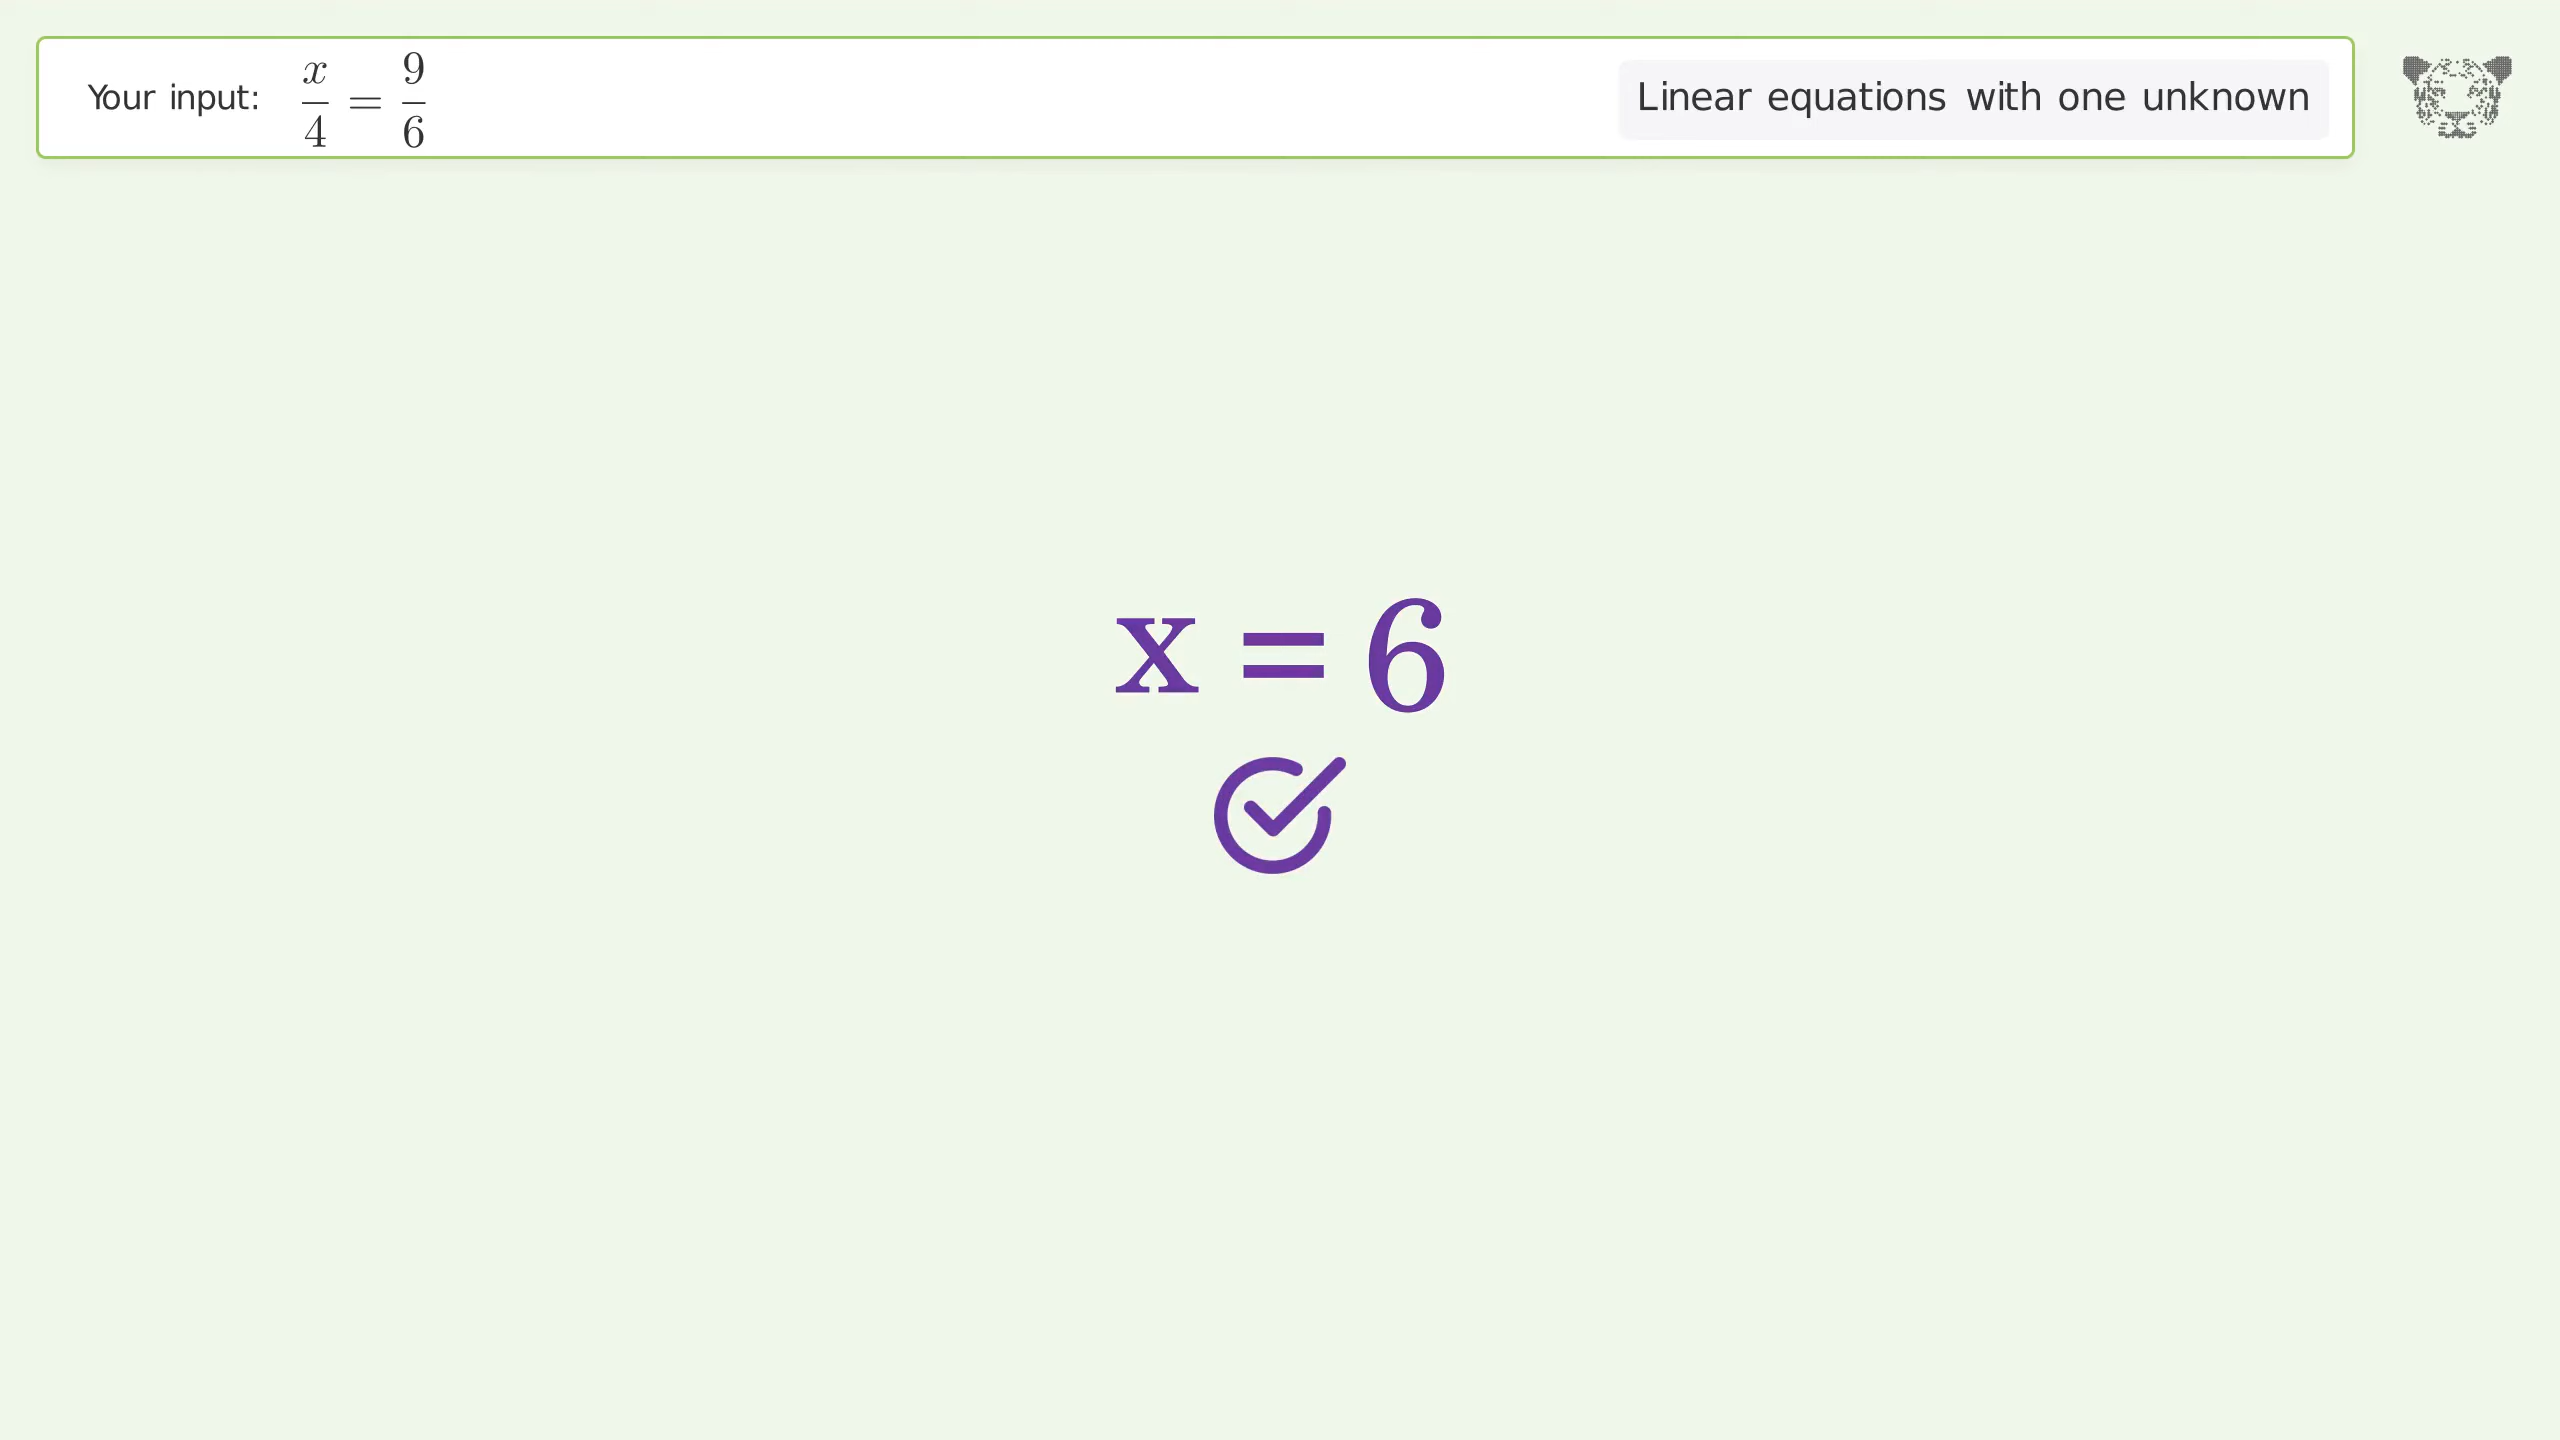 Your input: x/4 = 9/6
Linear equations with one unknown
x = 6